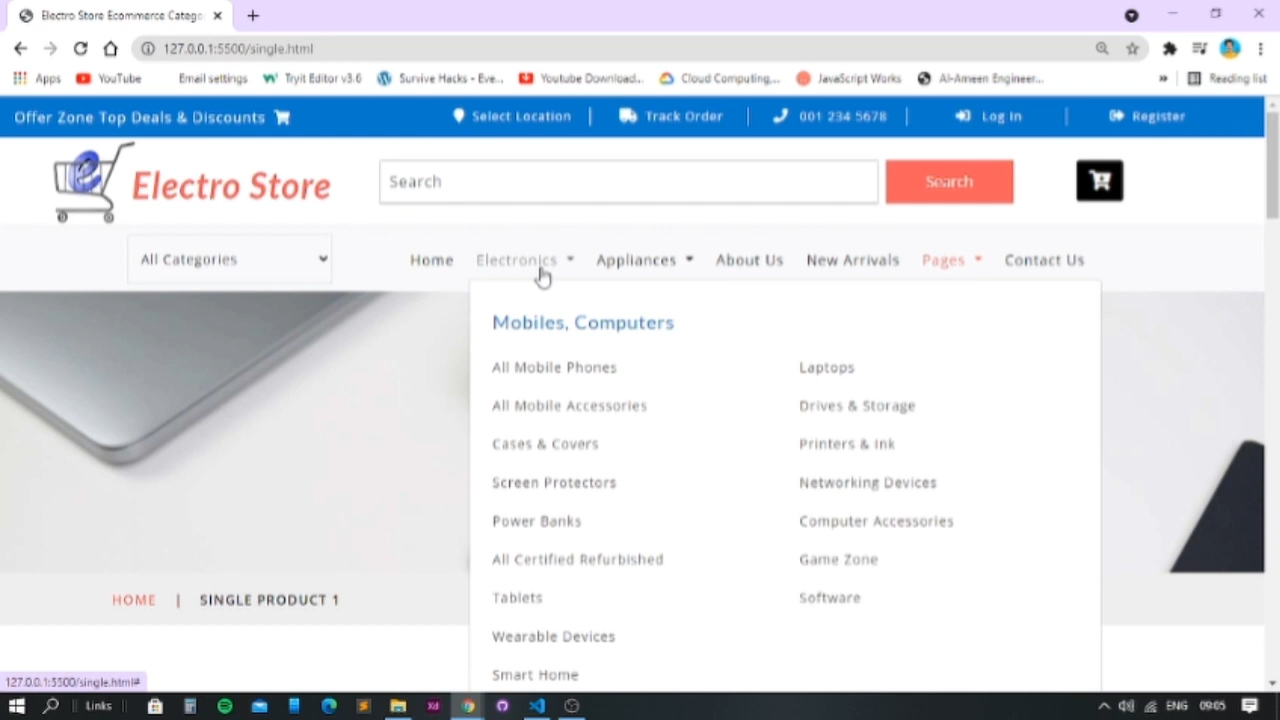 Electro Store Ecommerce Catego
127.0.0.1:5500/single.html
Apps YouTube Email settings Tryit Editor v3.6 Survive Hacks - Eve... Youtube Download... Cloud Computing,... JavaScript Works Al-Ameen Engineer... » Reading list
Offer Zone Top Deals & Discounts Select Location Track Order 001 234 5678 Log In Register
Electro Store Search Search
All Categories Home Electronics Appliances About Us New Arrivals Pages Contact Us
Mobiles, Computers
All Mobile Phones Laptops
All Mobile Accessories Drives & Storage
Cases & Covers Printers & Ink
Screen Protectors Networking Devices
Power Banks Computer Accessories
All Certified Refurbished Game Zone
Tablets Software
HOME | SINGLE PRODUCT 1
Wearable Devices
Smart Home
127.0.0.1:5500/single.html#
Links Xd ENG 09:05